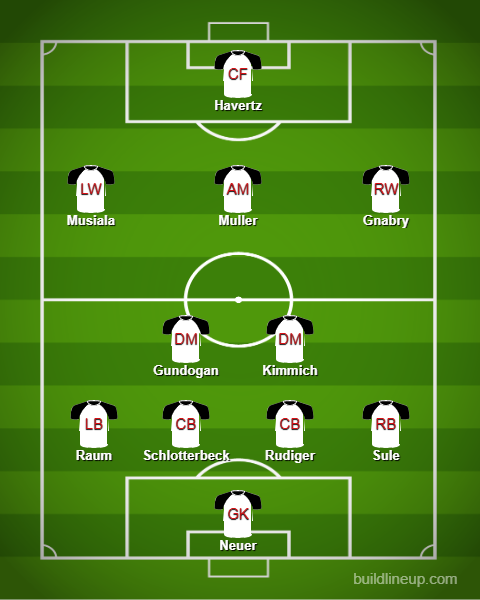 CF
Havertz
LW AM RW
Musiala Muller Gnabry
DM DM
Gundogan Kimmich
LB CB CB RB
Raum Schlotterbeck Rudiger Sule
GK
Neuer
buildlineup.com